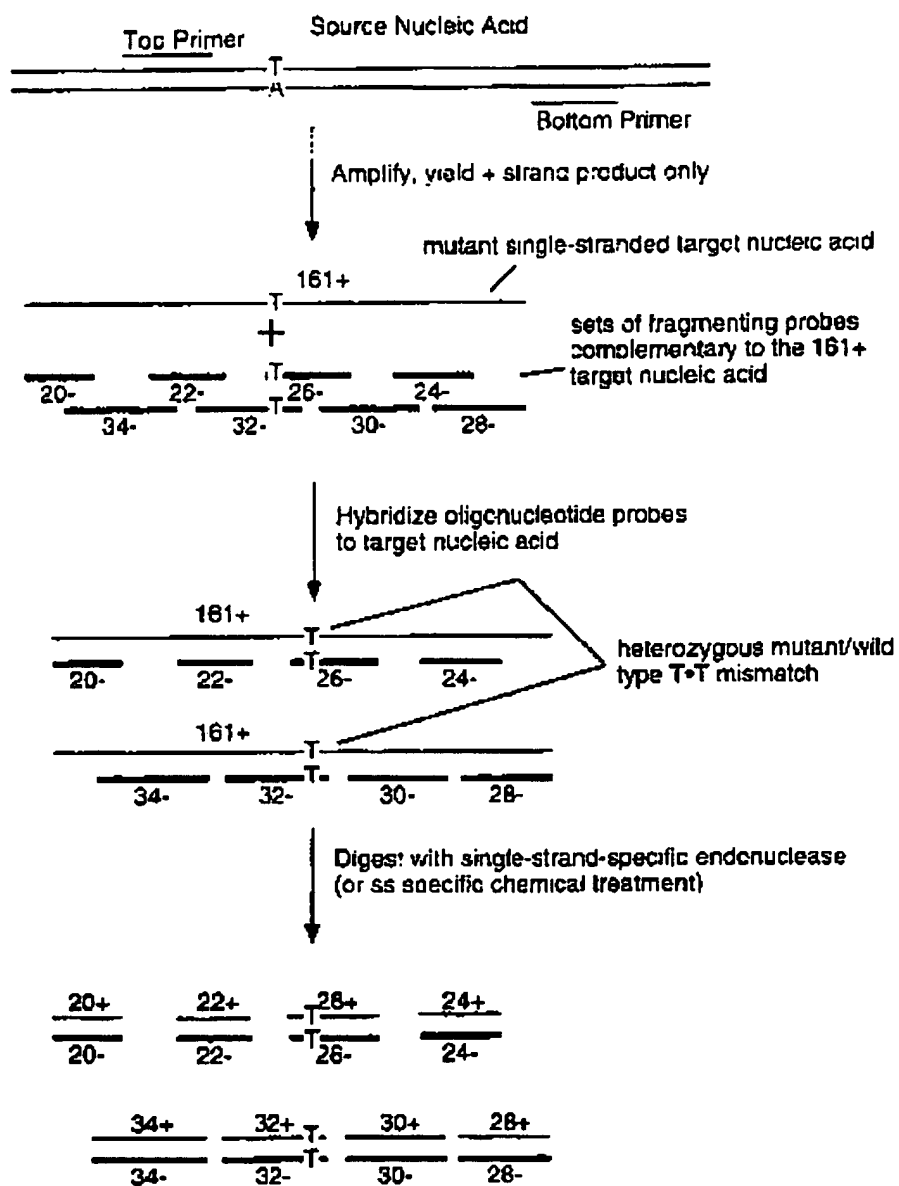 Source Nucleic Acid
Top Primer
T
A
Bottom Primer
Amplify, yield + strand product only
mutant single-stranded target nucleic acid
161+
T
+
sets of fragmenting probes
complementary to the 161+
target nucleic acid
T
20- 22- 26- 24-
T
34- 32- 30- 28-
Hybridize oligonucleotide probes
to target nucleic acid
161+
T
T
20- 22- 26- 24-
heterozygous mutant/wild
type T•T mismatch
161+
T
T
34- 32- 30- 28-
Digest with single-strand-specific endonuclease
(or ss specific chemical treatment)
20+ 22+ 26+ 24+
T
T
20- 22- 26- 24-
34+ 32+ 30+ 28+
T
T
34- 32- 30- 28-